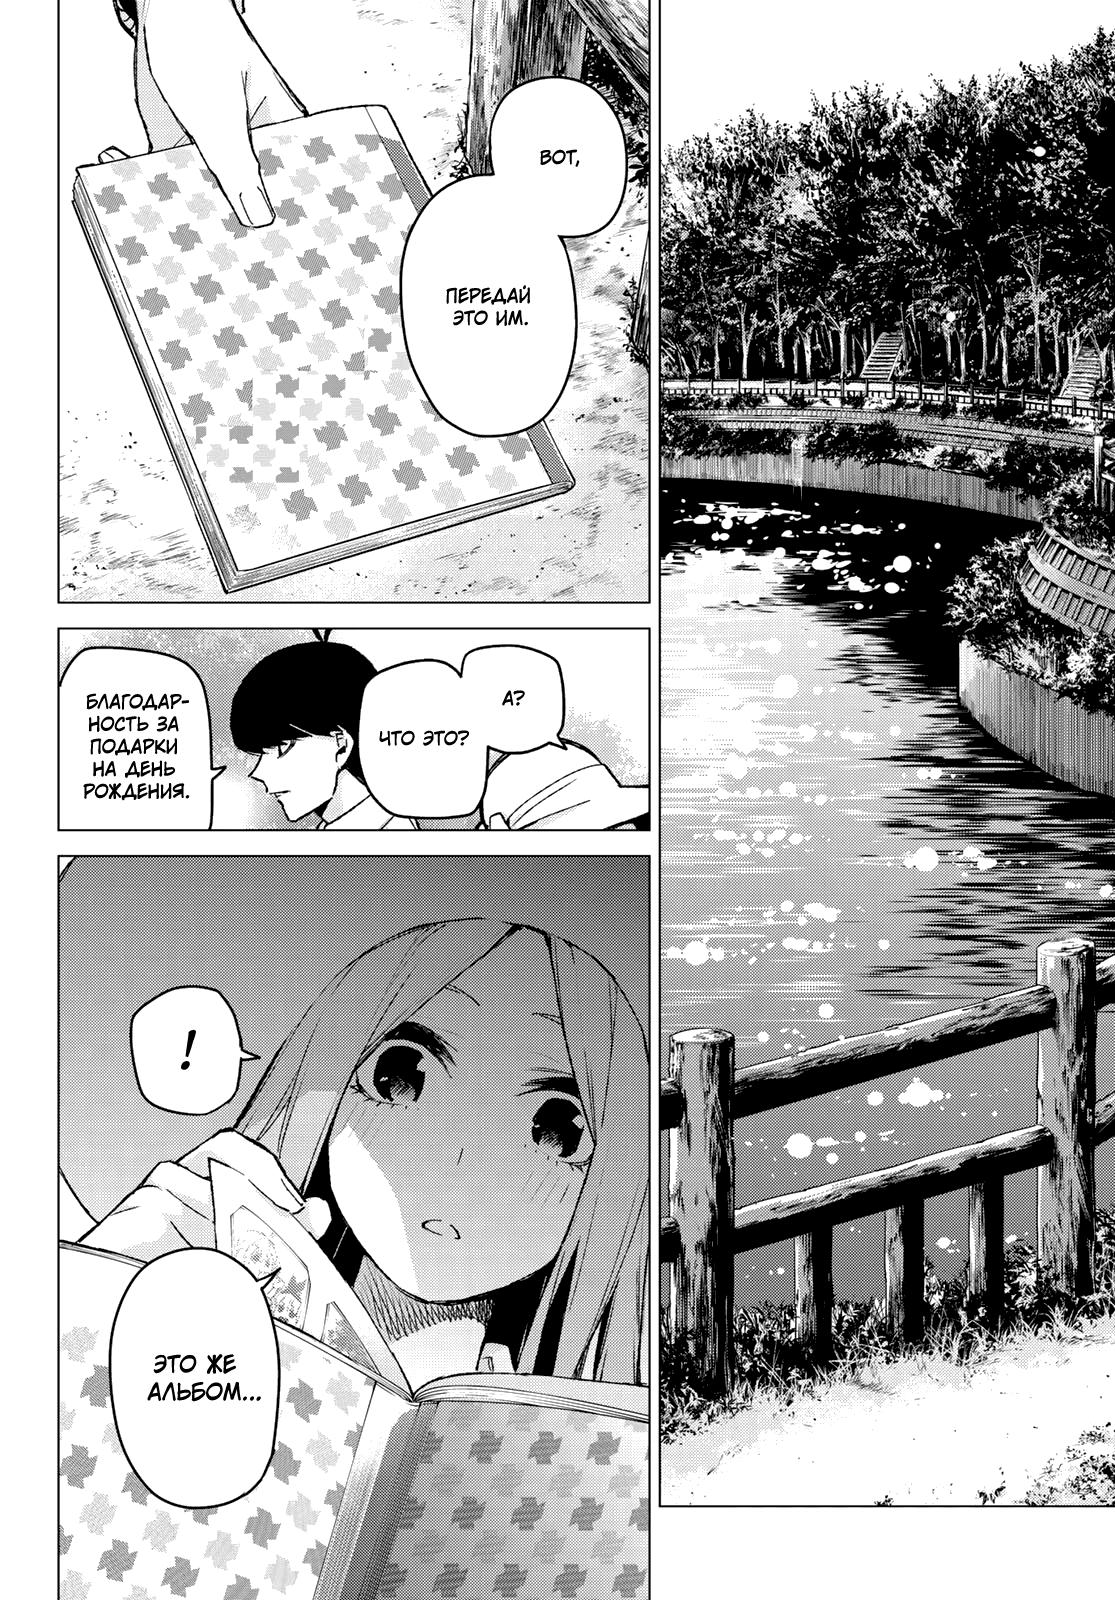 ВОТ,
ПЕРЕДАЙ
ЭТО ИМ.
А?
ЧТО ЭТО?
БЛАГОДАР-
НОСТЬ ЗА
ПОДАРКИ
НА ДЕНЬ
РОЖДЕНИЯ.
!
ЭТО ЖЕ
АЛЬБОМ...